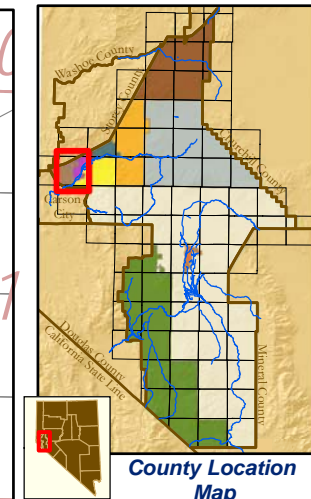 Washoe County
Storey County
Churchill County
Carson
City
Douglas County
California State Line
Mineral County
County Location
Map